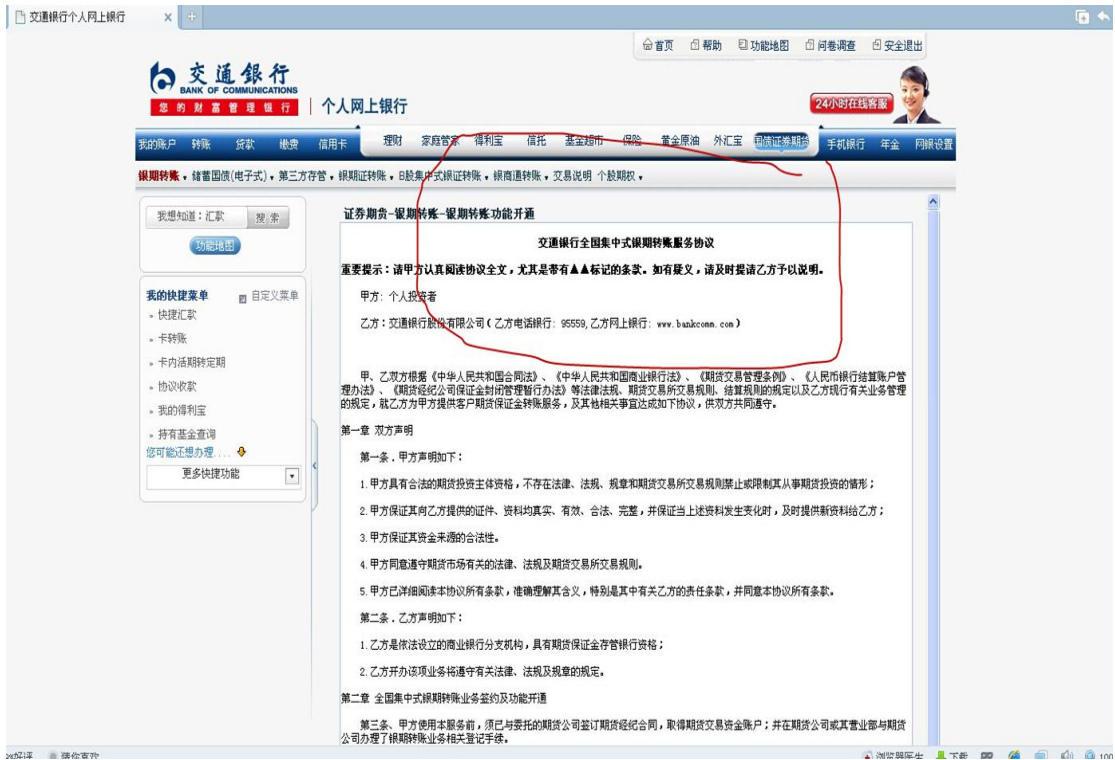 交通银行个人网上银行
首页 帮助 功能地图 问卷调查 安全退出
交通銀行
BANK OF COMMUNICATIONS
您的财富管理银行
个人网上银行
24小时在线客服
我的账户 转账 贷款 缴费 信用卡 理财 家庭管家 得利宝 信托 基金超市 保险 黄金原油 外汇宝 国债证券期货 手机银行 年金 网银设置
银期转账 储蓄国债(电子式) 第三方存管 银期证转账 B股集中式银证转账 银商通转账 交易说明 个股期权
我想知道：汇款 搜索
功能地图
我的快捷菜单 自定义菜单
快捷汇款
卡转账
卡内活期转定期
协议收款
我的得利宝
持有基金查询
您可能还想办理....
更多快捷功能
证券期货-银期转账-银期转账功能开通
交通银行全国集中式银期转账服务协议
重要提示：请甲方认真阅读协议全文，尤其是带有▲▲标记的条款。如有疑义，请及时提请乙方予以说明。
甲方: 个人投资者
乙方：交通银行股份有限公司(乙方电话银行: 95559,乙方网上银行: www.bankcomm.com)
甲、乙双方根据《中华人民共和国合同法》、《中华人民共和国商业银行法》、《期货交易管理条例》、《人民币银行结算账户管
理办法》、《期货经纪公司保证金封闭管理暂行办法》等法律法规、期货交易所交易规则、结算规则的规定以及乙方现行有关业务管理
的规定，就乙方为甲方提供客户期货保证金转账服务，及其他相关事宜达成如下协议，供双方共同遵守。
第一章 双方声明
第一条．甲方声明如下：
1.甲方具有合法的期货投资主体资格，不存在法律、法规、规章和期货交易所交易规则禁止或限制其从事期货投资的情形；
2.甲方保证其向乙方提供的证件、资料均真实、有效、合法、完整，并保证当上述资料发生变化时，及时提供新资料给乙方；
3.甲方保证其资金来源的合法性。
4.甲方同意遵守期货市场有关的法律、法规及期货交易所交易规则。
5.甲方已详细阅读本协议所有条款，准确理解其含义，特别是其中有关乙方的责任条款，并同意本协议所有条款。
第二条．乙方声明如下：
1.乙方是依法设立的商业银行分支机构，具有期货保证金存管银行资格；
2.乙方开办该项业务将遵守有关法律、法规及规章的规定。
第二章 全国集中式银期转账业务签约及功能开通
第三条、甲方使用本服务前，须已与委托的期货公司签订期货经纪合同，取得期货交易资金账户；并在期货公司或其营业部与期货
公司办理了银期转账业务相关登记手续。
好评 猜你喜欢 浏览器医生 下载 100